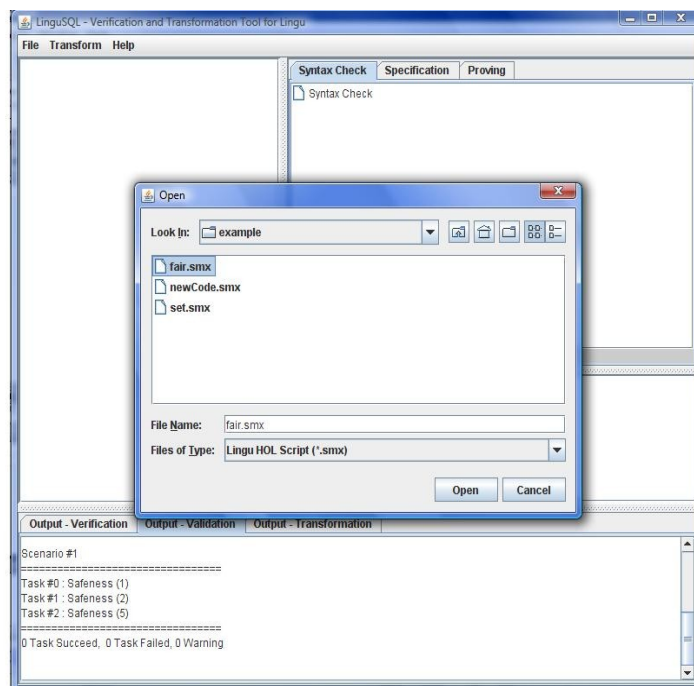 LinguSQL - Verification and Transformation Tool for Lingu
File Transform Help
Syntax Check Specification Proving
Syntax Check
Open
Look In: example
fair.smx
newCode.smx
set.smx
File Name: fair.smx
Files of Type: Lingu HOL Script (*.smx)
Open Cancel
Output - Verification Output - Validation Output - Transformation
Scenario #1
==================================
Task #0 : Safeness (1)
Task #1 : Safeness (2)
Task #2 : Safeness (5)
==================================
0 Task Succeed, 0 Task Failed, 0 Warning